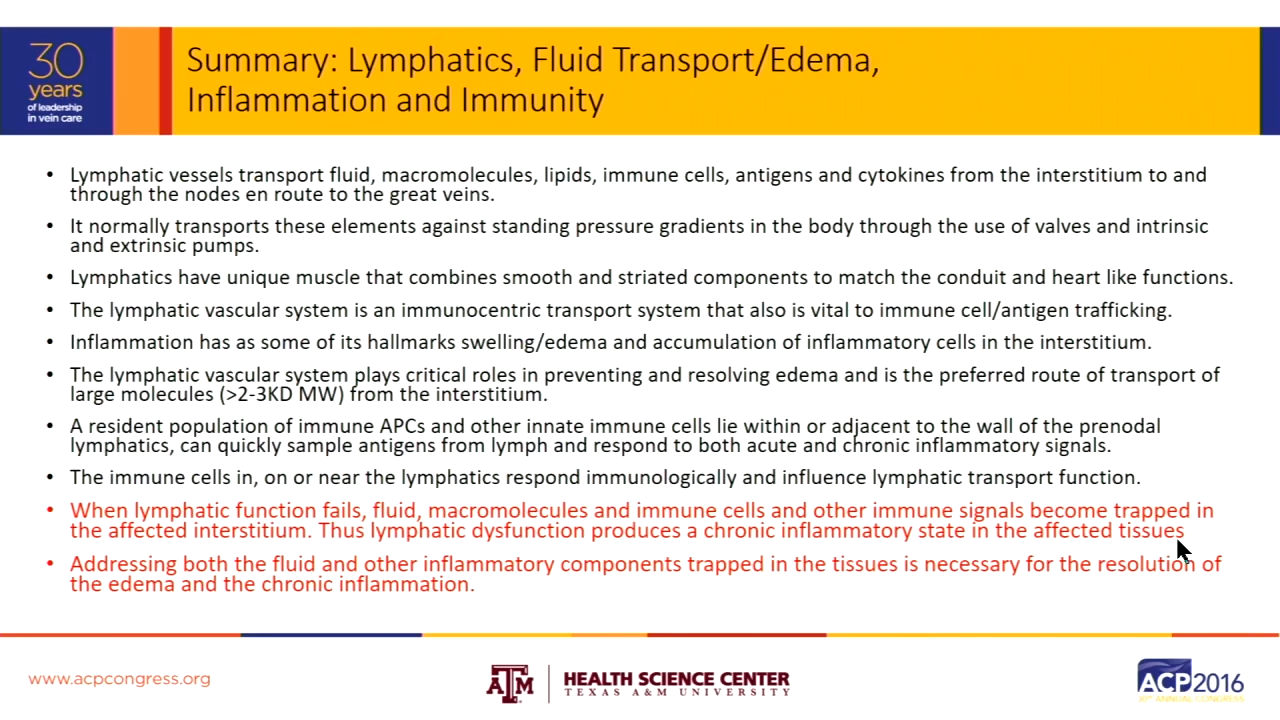 30
years
of leadership
in vein care
Summary: Lymphatics, Fluid Transport/Edema,
Inflammation and Immunity
• Lymphatic vessels transport fluid, macromolecules, lipids, immune cells, antigens and cytokines from the interstitium to and
through the nodes en route to the great veins.
• It normally transports these elements against standing pressure gradients in the body through the use of valves and intrinsic
and extrinsic pumps.
• Lymphatics have unique muscle that combines smooth and striated components to match the conduit and heart like functions.
• The lymphatic vascular system is an immunocentric transport system that also is vital to immune cell/antigen trafficking.
• Inflammation has as some of its hallmarks swelling/edema and accumulation of inflammatory cells in the interstitium.
• The lymphatic vascular system plays critical roles in preventing and resolving edema and is the preferred route of transport of
large molecules (>2-3KD MW) from the interstitium.
• A resident population of immune APCs and other innate immune cells lie within or adjacent to the wall of the prenodal
lymphatics, can quickly sample antigens from lymph and respond to both acute and chronic inflammatory signals.
• The immune cells in, on or near the lymphatics respond immunologically and influence lymphatic transport function.
• When lymphatic function fails, fluid, macromolecules and immune cells and other immune signals become trapped in
the affected interstitium. Thus lymphatic dysfunction produces a chronic inflammatory state in the affected tissues
• Addressing both the fluid and other inflammatory components trapped in the tissues is necessary for the resolution of
the edema and the chronic inflammation.
www.acpcongress.org
ATM
HEALTH SCIENCE CENTER
TEXAS A&M UNIVERSITY
ACP2016
30TH ANNUAL CONGRESS